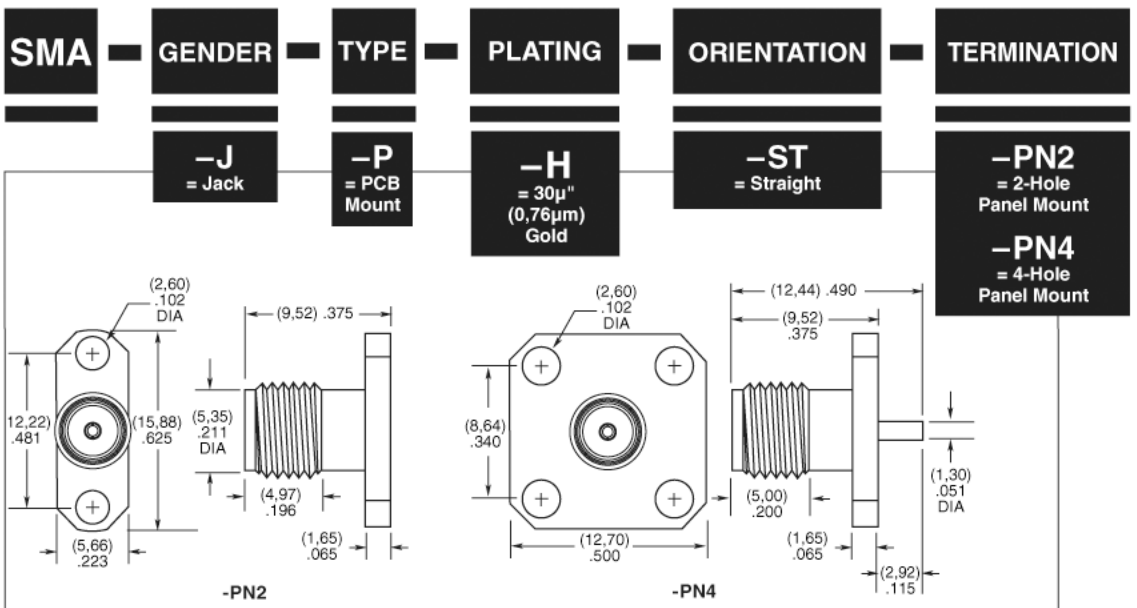 SMA - GENDER - TYPE - PLATING - ORIENTATION - TERMINATION
–J
= Jack
–P
= PCB
Mount
–H
= 30µ"
(0,76µm)
Gold
–ST
= Straight
–PN2
= 2-Hole
Panel Mount
–PN4
= 4-Hole
Panel Mount
(2,60)
.102
DIA
12,22)
.481
(15,88)
.625
(5,66)
.223
(9,52) .375
(5,35)
.211
DIA
(4,97)
.196
(1,65)
.065
-PN2
(2,60)
.102
DIA
(8,64)
.340
(12,70)
.500
(12,44) .490
(9,52)
.375
(5,00)
.200
(1,30)
.051
DIA
(1,65)
.065
(2,92)
.115
-PN4